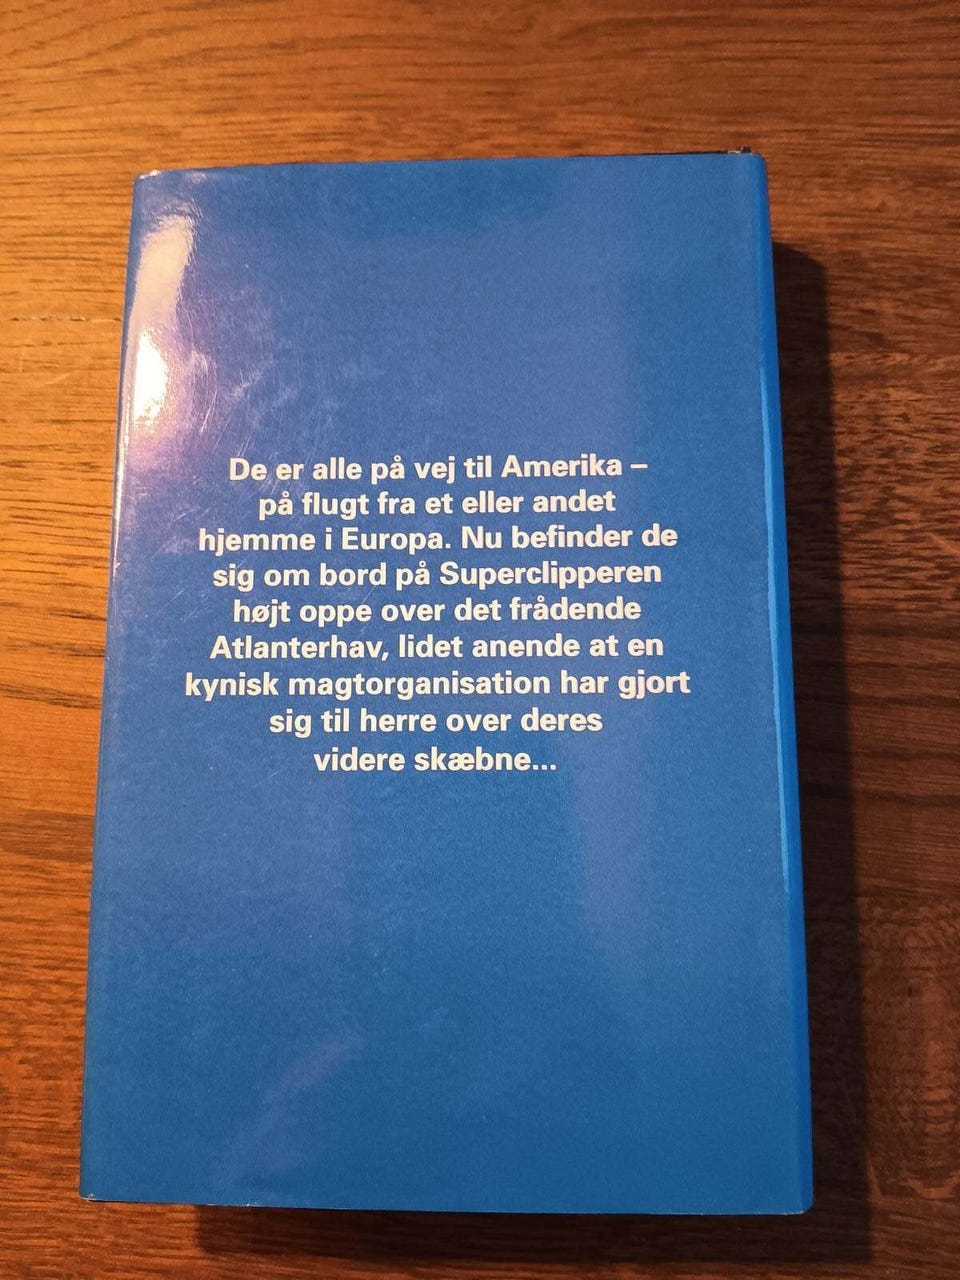 De er alle på vej til Amerika –
på flugt fra et eller andet
hjemme i Europa. Nu befinder de
sig om bord på Superclipperen
højt oppe over det frådende
Atlanterhav, lidet anende at en
kynisk magtorganisation har gjort
sig til herre over deres
videre skæbne...